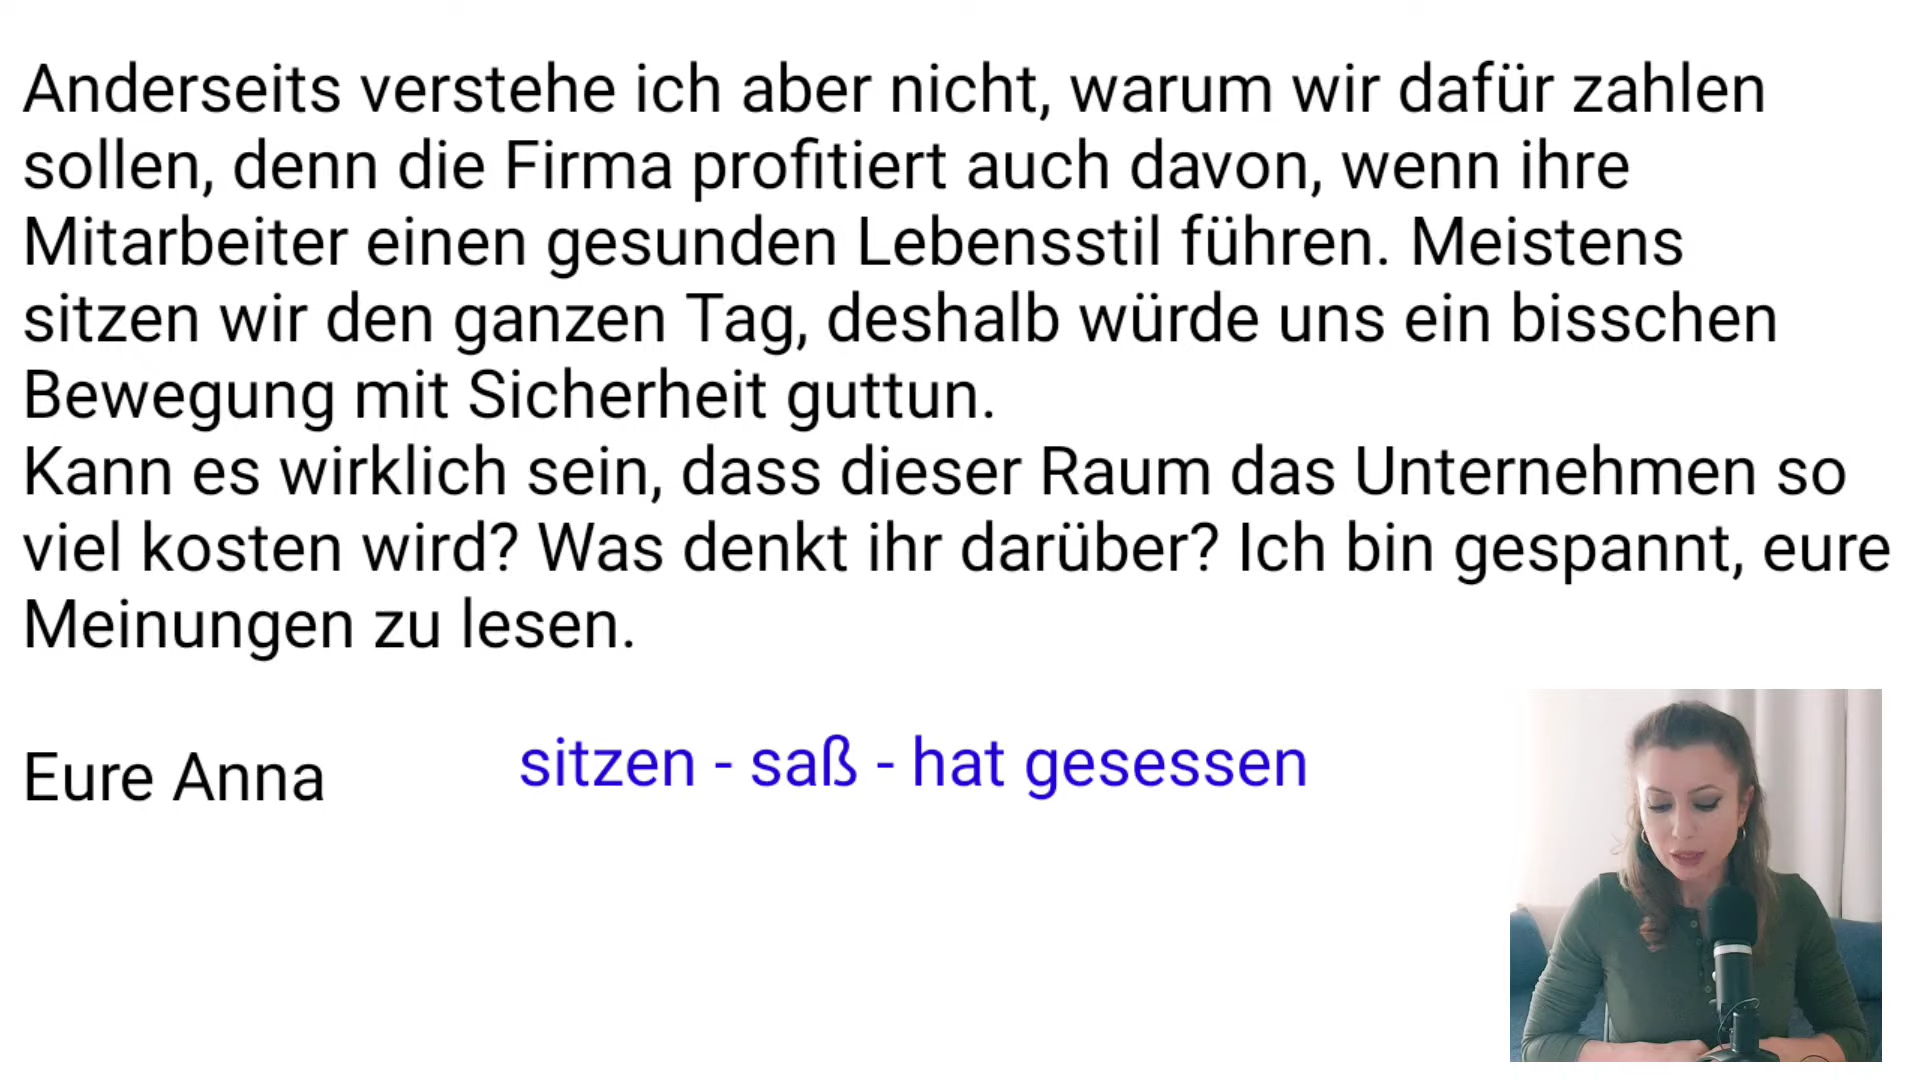 Anderseits verstehe ich aber nicht, warum wir dafür zahlen
sollen, denn die Firma profitiert auch davon, wenn ihre
Mitarbeiter einen gesunden Lebensstil führen. Meistens
sitzen wir den ganzen Tag, deshalb würde uns ein bisschen
Bewegung mit Sicherheit guttun.
Kann es wirklich sein, dass dieser Raum das Unternehmen so
viel kosten wird? Was denkt ihr darüber? Ich bin gespannt, eure
Meinungen zu lesen.
Eure Anna
sitzen - saß - hat gesessen